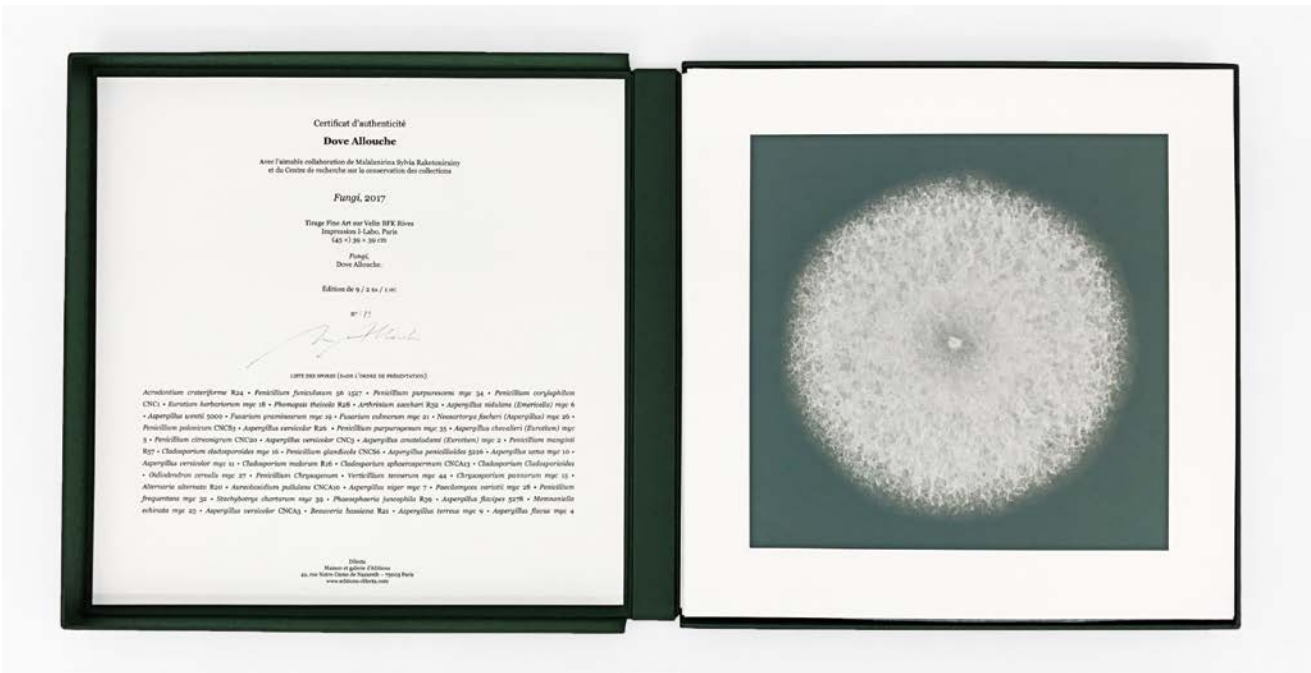 Certificat d'authenticité
Dove Allouche
Avec l'aimable collaboration de Malalanirina Sylvia Rakotonirainy
et du Centre de recherche sur la conservation des collections
Fungi, 2017
Tirage Fine Art sur Velin BFK Rives
Impression I-Labo, Paris
(45 ×) 39 × 39 cm
Fungi,
Dove Allouche.
Édition de 9 / 2 EA / 1 HC
N°
LISTE DES SPORES (DANS L'ORDRE DE PRÉSENTATION)
Acrodontium crateriforme R24 • Penicillium funiculosum 56 1527 • Penicillium purpurescens myc 34 • Penicillium corylophilum
CNC1 • Eurotium herbariorum myc 18 • Phomopsis theicola R28 • Arthrinium sacchari R32 • Aspergillus nidulans (Emericella) myc 6
• Aspergillus wentii 5000 • Fusarium graminearum myc 19 • Fusarium culmorum myc 21 • Neosartorya fischeri (Aspergillus) myc 26 •
Penicillium polonicum CNCS3 • Aspergillus versicolor R26 • Penicillium purpurogenum myc 35 • Aspergillus chevalieri (Eurotium) myc
3 • Penicillium citreonigrum CNC20 • Aspergillus versicolor CNC3 • Aspergillus amstelodami (Eurotium) myc 2 • Penicillium manginii
R37 • Cladosporium cladosporoides myc 16 • Penicillium glandicola CNCS6 • Aspergillus penicillioides 5216 • Aspergillus ustus myc 10 •
Aspergillus versicolor myc 11 • Cladosporium malorum R16 • Cladosporium sphaerospermum CNCA13 • Cladosporium Cladosporioides
• Oidiodendron cerealis myc 27 • Penicillium Chrysogenum • Verticillium tenerum myc 44 • Chrysosporium pannorum myc 15 •
Alternaria alternata R20 • Aureobasidium pullulans CNCA10 • Aspergillus niger myc 7 • Paecilomyces variotii myc 28 • Penicillium
frequentans myc 32 • Stachybotrys chartarum myc 39 • Phaeosphaeria juncophila R39 • Aspergillus flavipes 5278 • Memnoniella
echinata myc 25 • Aspergillus versicolor CNCA3 • Beauveria bassiana R21 • Aspergillus terreus myc 9 • Aspergillus flavus myc 4
Dilecta
Maison et galerie d'éditions
49, rue Notre-Dame de Nazareth – 75003 Paris
www.editions-dilecta.com